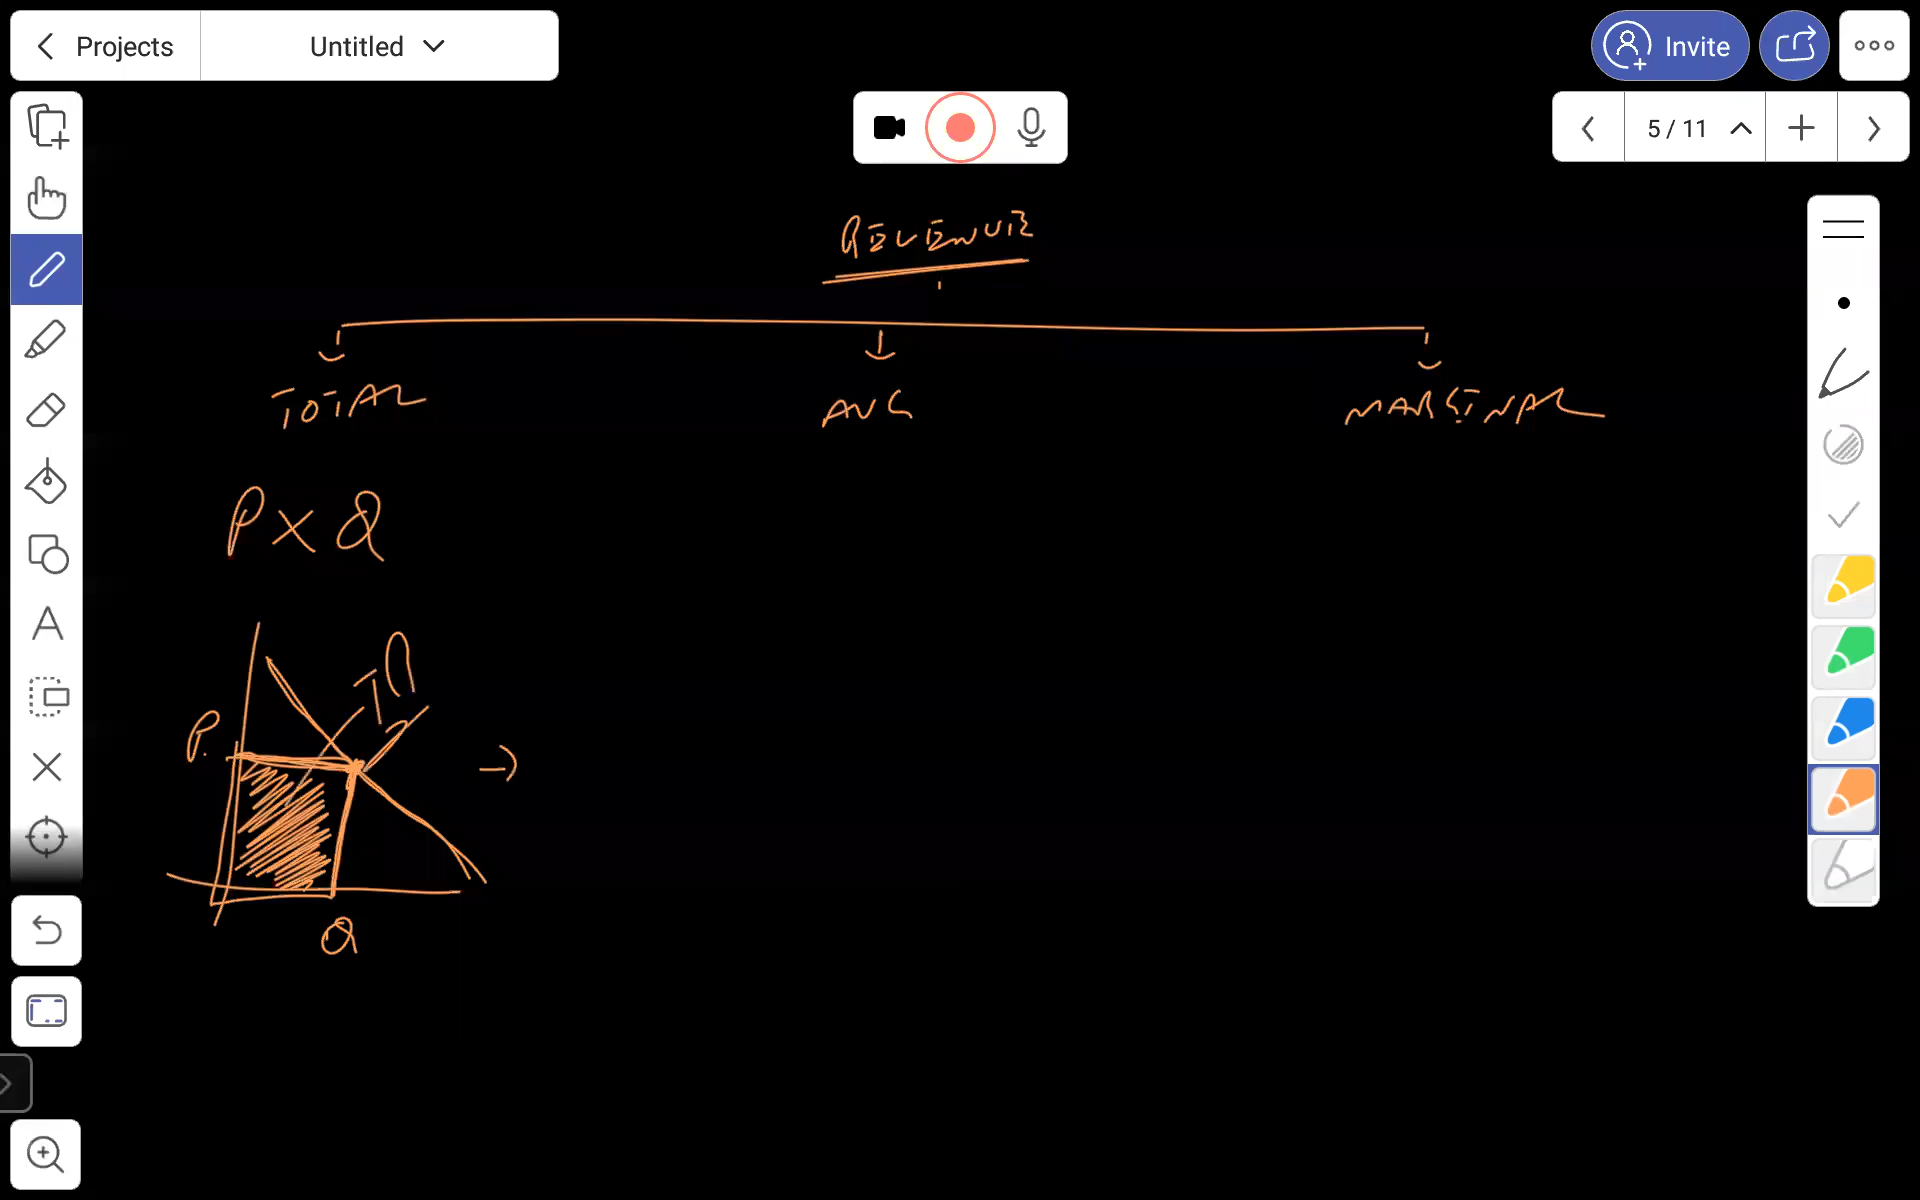 Projects
Untitled
Invite
5 / 11
REVENUE
TOTAL
AVG
MARGINAL
P X Q
TR
P.
Q